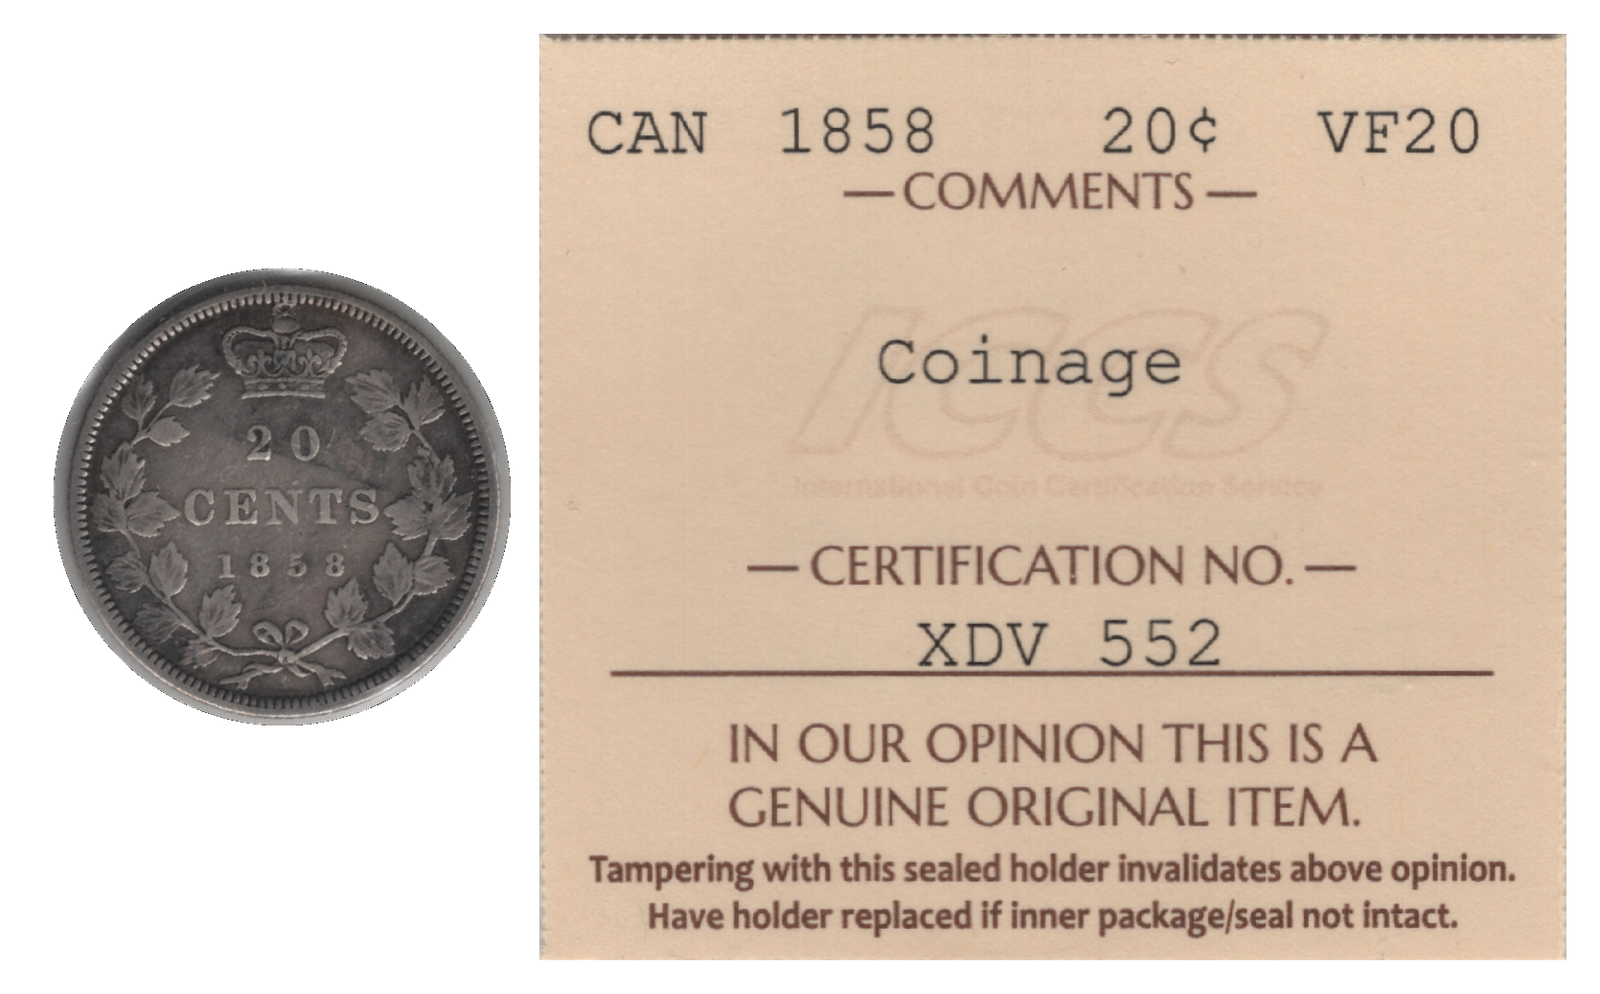 20
CENTS
1858
CAN 1858 20¢ VF20
— COMMENTS —
ICCS
Coinage
International Coin Certification Service
— CERTIFICATION NO. —
XDV 552
IN OUR OPINION THIS IS A
GENUINE ORIGINAL ITEM.
Tampering with this sealed holder invalidates above opinion.
Have holder replaced if inner package/seal not intact.